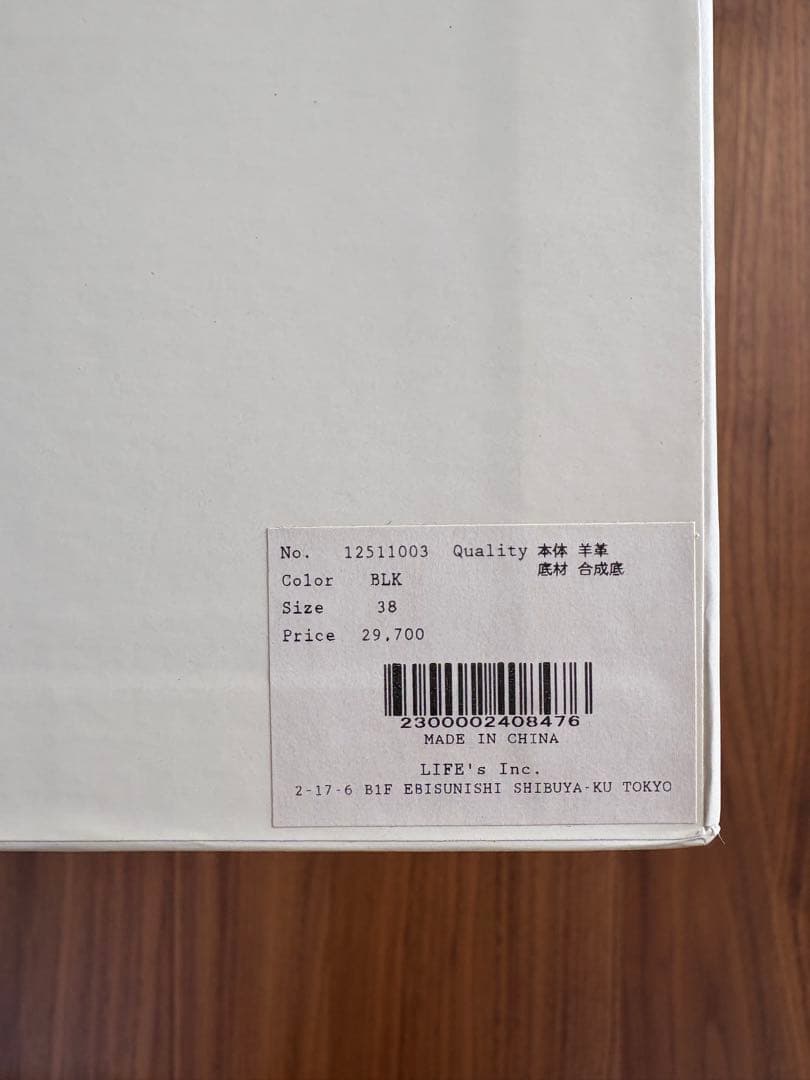 No. 12511003 Quality 本体 羊革
底材 合成底
Color BLK
Size 38
Price 29,700
2300002408476
MADE IN CHINA
LIFE's Inc.
2-17-6 B1F EBISUNISHI SHIBUYA-KU TOKYO